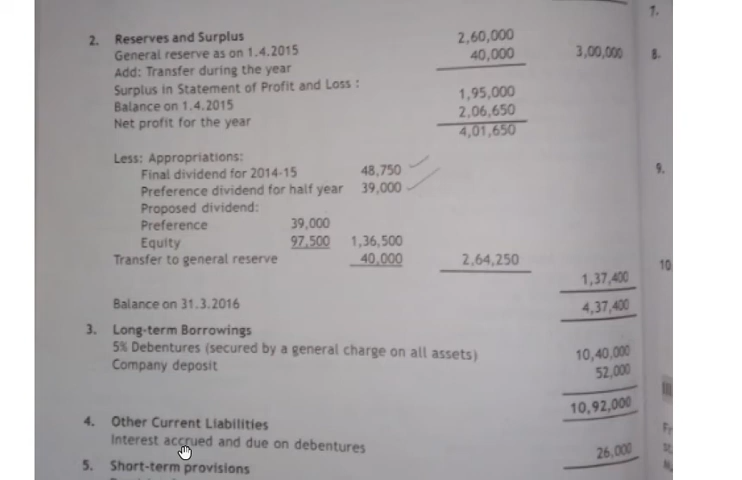 7.
2. Reserves and Surplus
General reserve as on 1.4.2015 2,60,000
Add: Transfer during the year 40,000 3,00,000 8.
Surplus in Statement of Profit and Loss :
Balance on 1.4.2015 1,95,000
Net profit for the year 2,06,650
4,01,650
Less: Appropriations:
Final dividend for 2014-15 48,750 9.
Preference dividend for half year 39,000
Proposed dividend:
Preference 39,000
Equity 97,500 1,36,500
Transfer to general reserve 40,000 2,64,250 10
1,37,400
Balance on 31.3.2016 4,37,400
3. Long-term Borrowings
5% Debentures (secured by a general charge on all assets) 10,40,000
Company deposit 52,000
10,92,000
4. Other Current Liabilities
Interest accrued and due on debentures 26,000
5. Short-term provisions